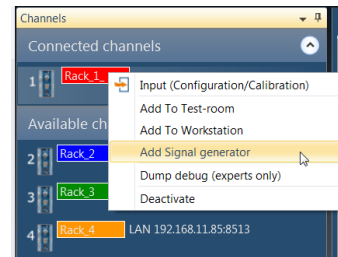 Channels
Connected channels
1 Rack_1_
Input (Configuration/Calibration)
Add To Test-room
Add To Workstation
Add Signal generator
Dump debug (experts only)
Deactivate
Available ch
2 Rack_2
3 Rack_3
4 Rack_4 LAN 192.168.11.85:8513